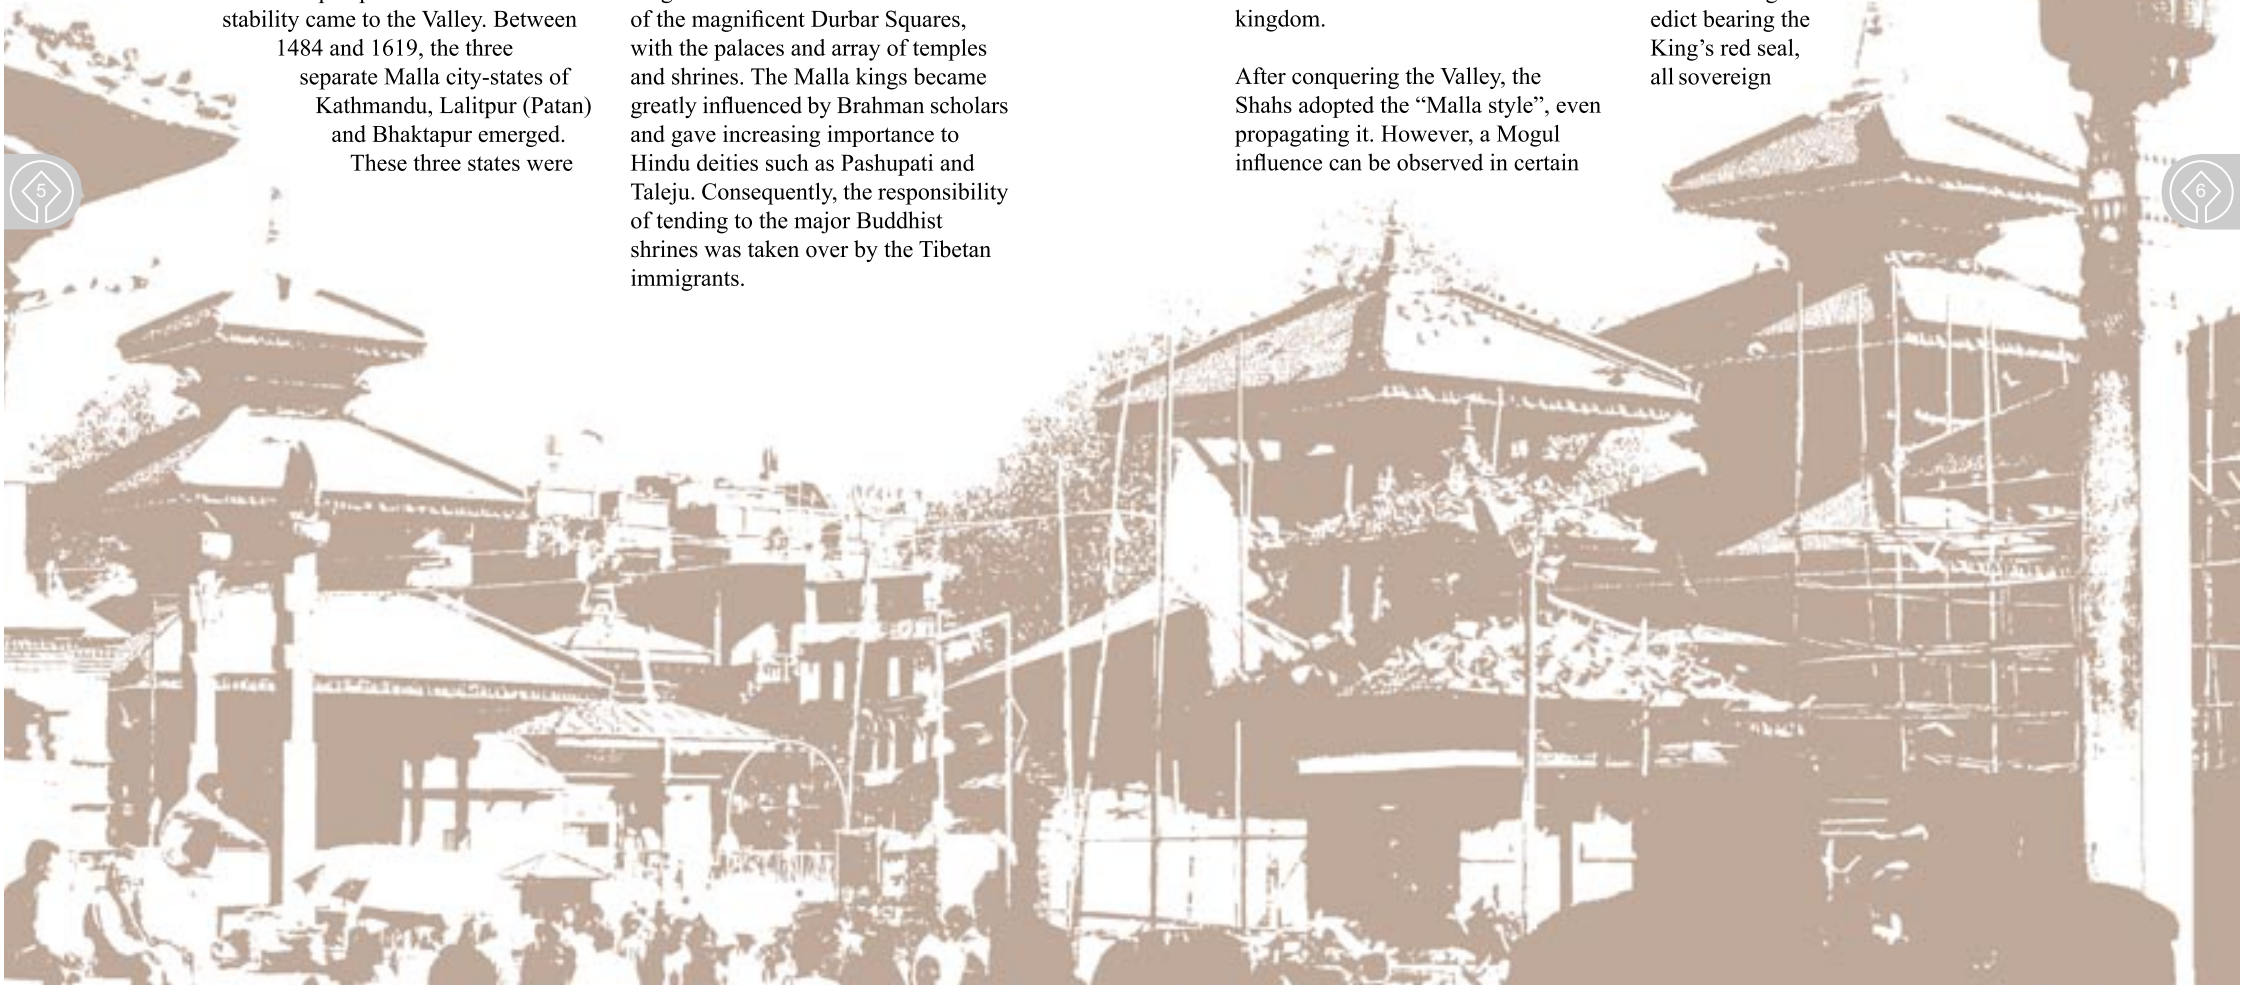 stability came to the Valley. Between
1484 and 1619, the three
separate Malla city-states of
Kathmandu, Lalitpur (Patan)
and Bhaktapur emerged.
These three states were
of the magnificent Durbar Squares,
with the palaces and array of temples
and shrines. The Malla kings became
greatly influenced by Brahman scholars
and gave increasing importance to
Hindu deities such as Pashupati and
Taleju. Consequently, the responsibility
of tending to the major Buddhist
shrines was taken over by the Tibetan
immigrants.
kingdom.
After conquering the Valley, the
Shahs adopted the “Malla style”, even
propagating it. However, a Mogul
influence can be observed in certain
edict bearing the
King’s red seal,
all sovereign
5
6